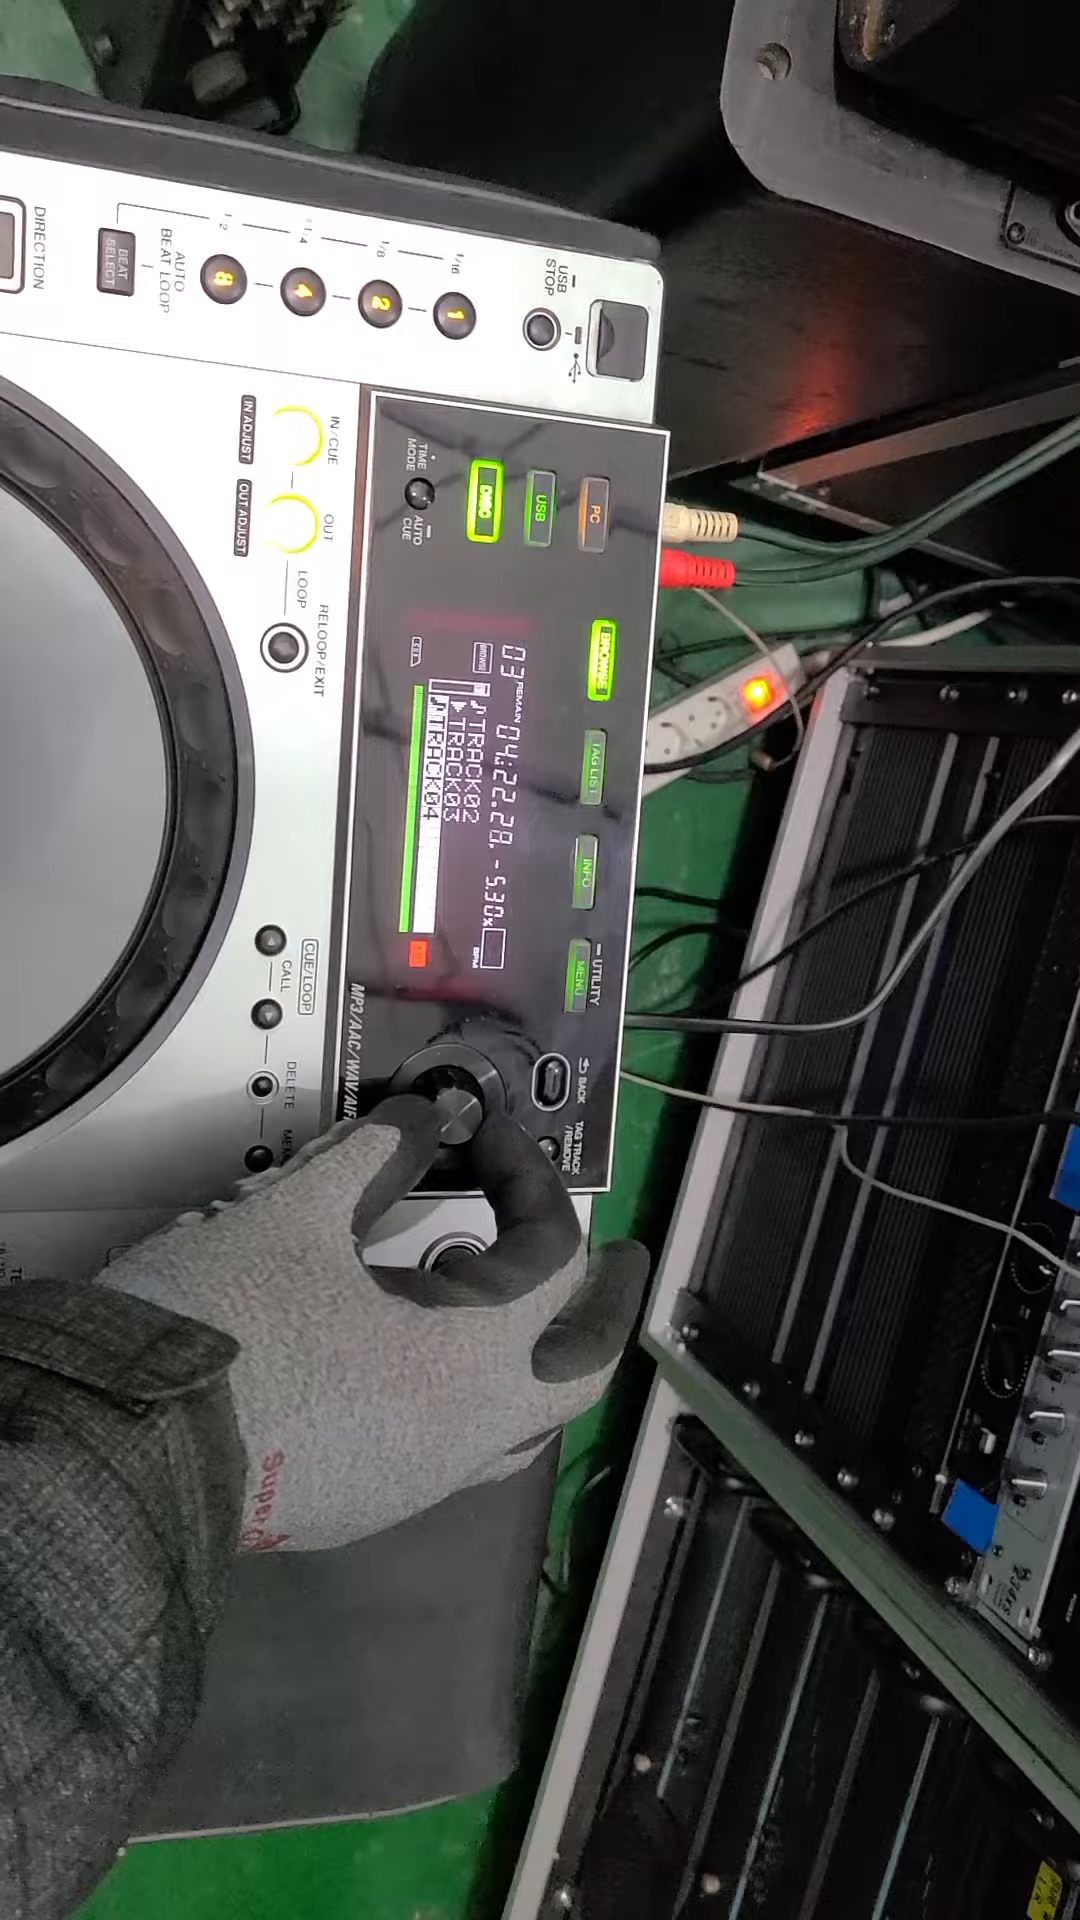 DIRECTION
BEAT
SELECT
AUTO
BEAT LOOP
1/2
1/4
1/8
1/16
8
4
2
1
USB
STOP
IN/CUE
IN ADJUST
OUT
OUT ADJUST
LOOP
RELOOP/EXIT
TIME
MODE
AUTO
CUE
DISC
USB
PC
BROWSE
TAG LIST
INFO
UTILITY
MENU
BACK
TAG TRACK
/REMOVE
03 REMAIN 04:22.28. -5.30%
BPM
BROWSE
TRACK02
TRACK03
TRACK04
CUE/LOOP
CALL
DELETE
MP3/AAC/WAV/AIF
Super